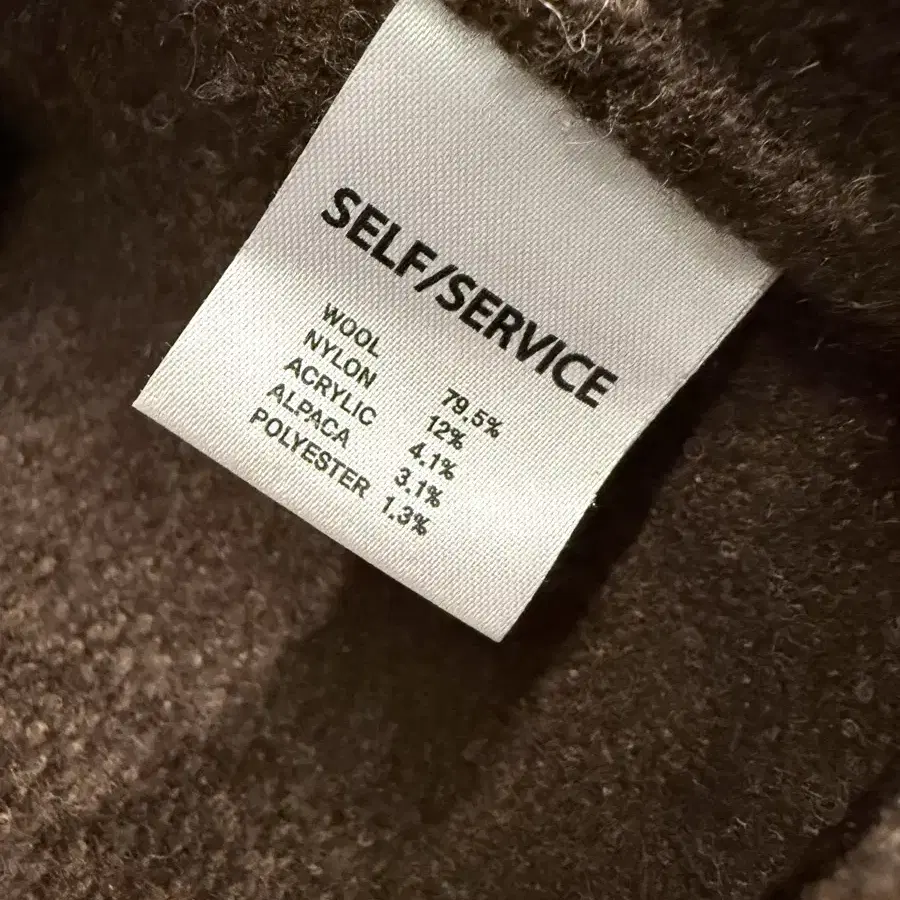 SELF/SERVICE
WOOL 79.5%
NYLON 12%
ACRYLIC 4.1%
ALPACA 3.1%
POLYESTER 1.3%